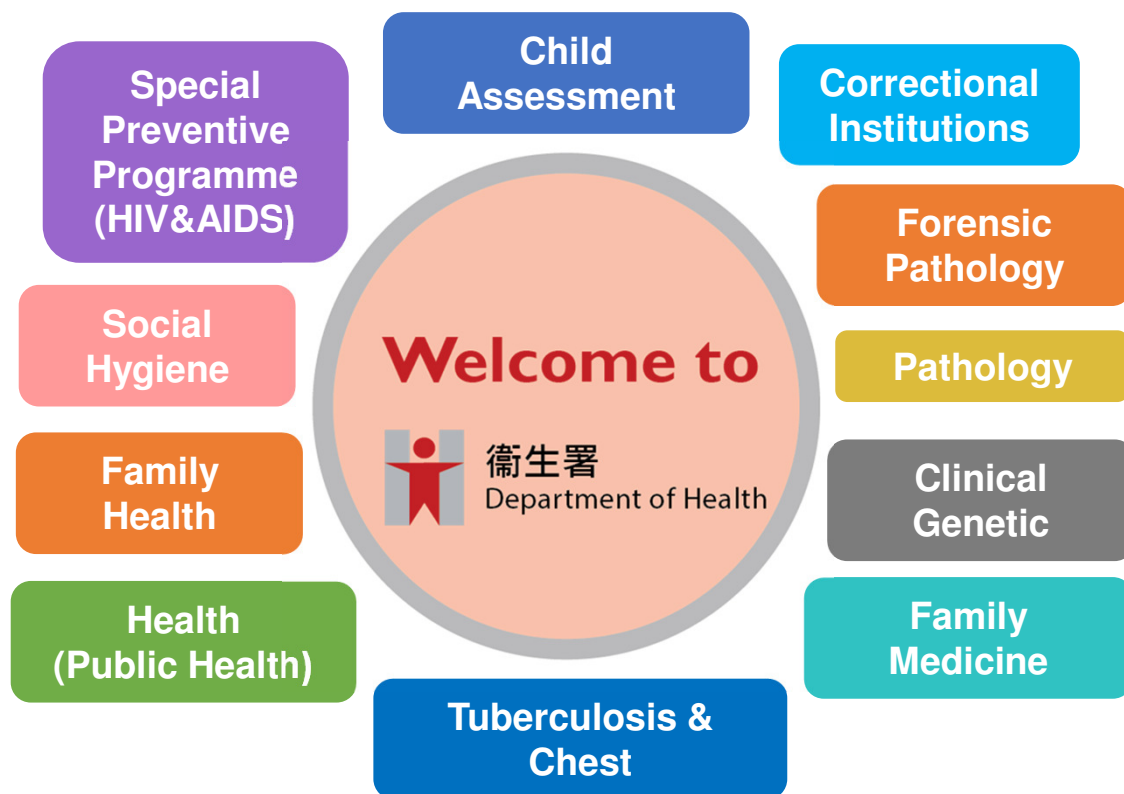 Child
Assessment
Special
Preventive
Programme
(HIV&AIDS)
Correctional
Institutions
Forensic
Pathology
Social
Hygiene
Welcome to
Pathology
衞生署
Department of Health
Family
Health
Clinical
Genetic
Health
(Public Health)
Family
Medicine
Tuberculosis &
Chest